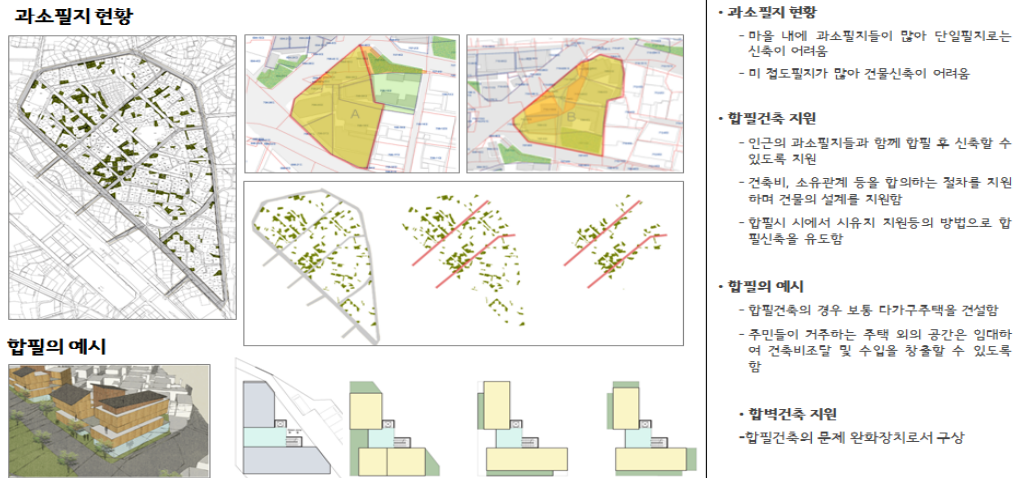 과소필지 현황
A
B
합필의 예시
• 과소필지 현황
- 마을 내에 과소필지들이 많아 단일필지로는
신축이 어려움
- 미 접도필지가 많아 건물신축이 어려움
• 합필건축 지원
- 인근의 과소필지들과 함께 합필 후 신축할 수
있도록 지원
- 건축비, 소유관계 등을 합의하는 절차를 지원
하며 건물의 설계를 지원함
- 합필시 시에서 시유지 지원등의 방법으로 합
필신축을 유도함
• 합필의 예시
- 합필건축의 경우 보통 다가구주택을 건설함
- 주민들이 거주하는 주택 외의 공간은 임대하
여 건축비조달 및 수입을 창출할 수 있도록
함
• 합벽건축 지원
-합필건축의 문제 완화장치로서 구상